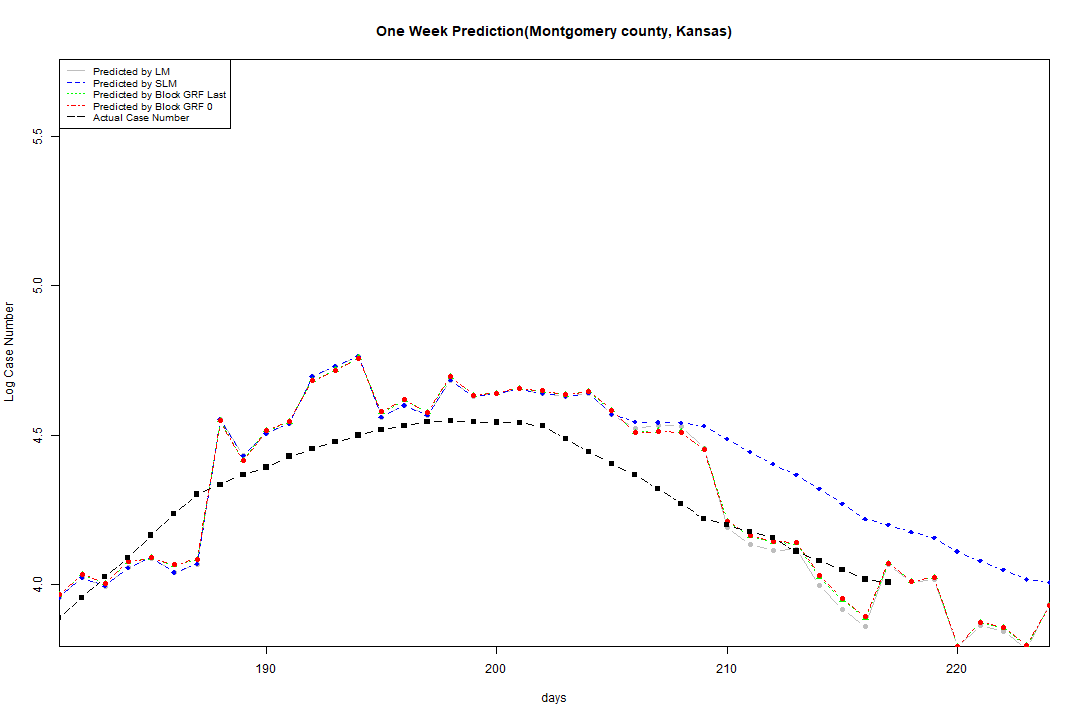 One Week Prediction(Montgomery county, Kansas)
Predicted by LM
Predicted by SLM
Predicted by Block GRF Last
Predicted by Block GRF 0
Actual Case Number
5.5
5.0
4.5
4.0
Log Case Number
190 200 210 220
days